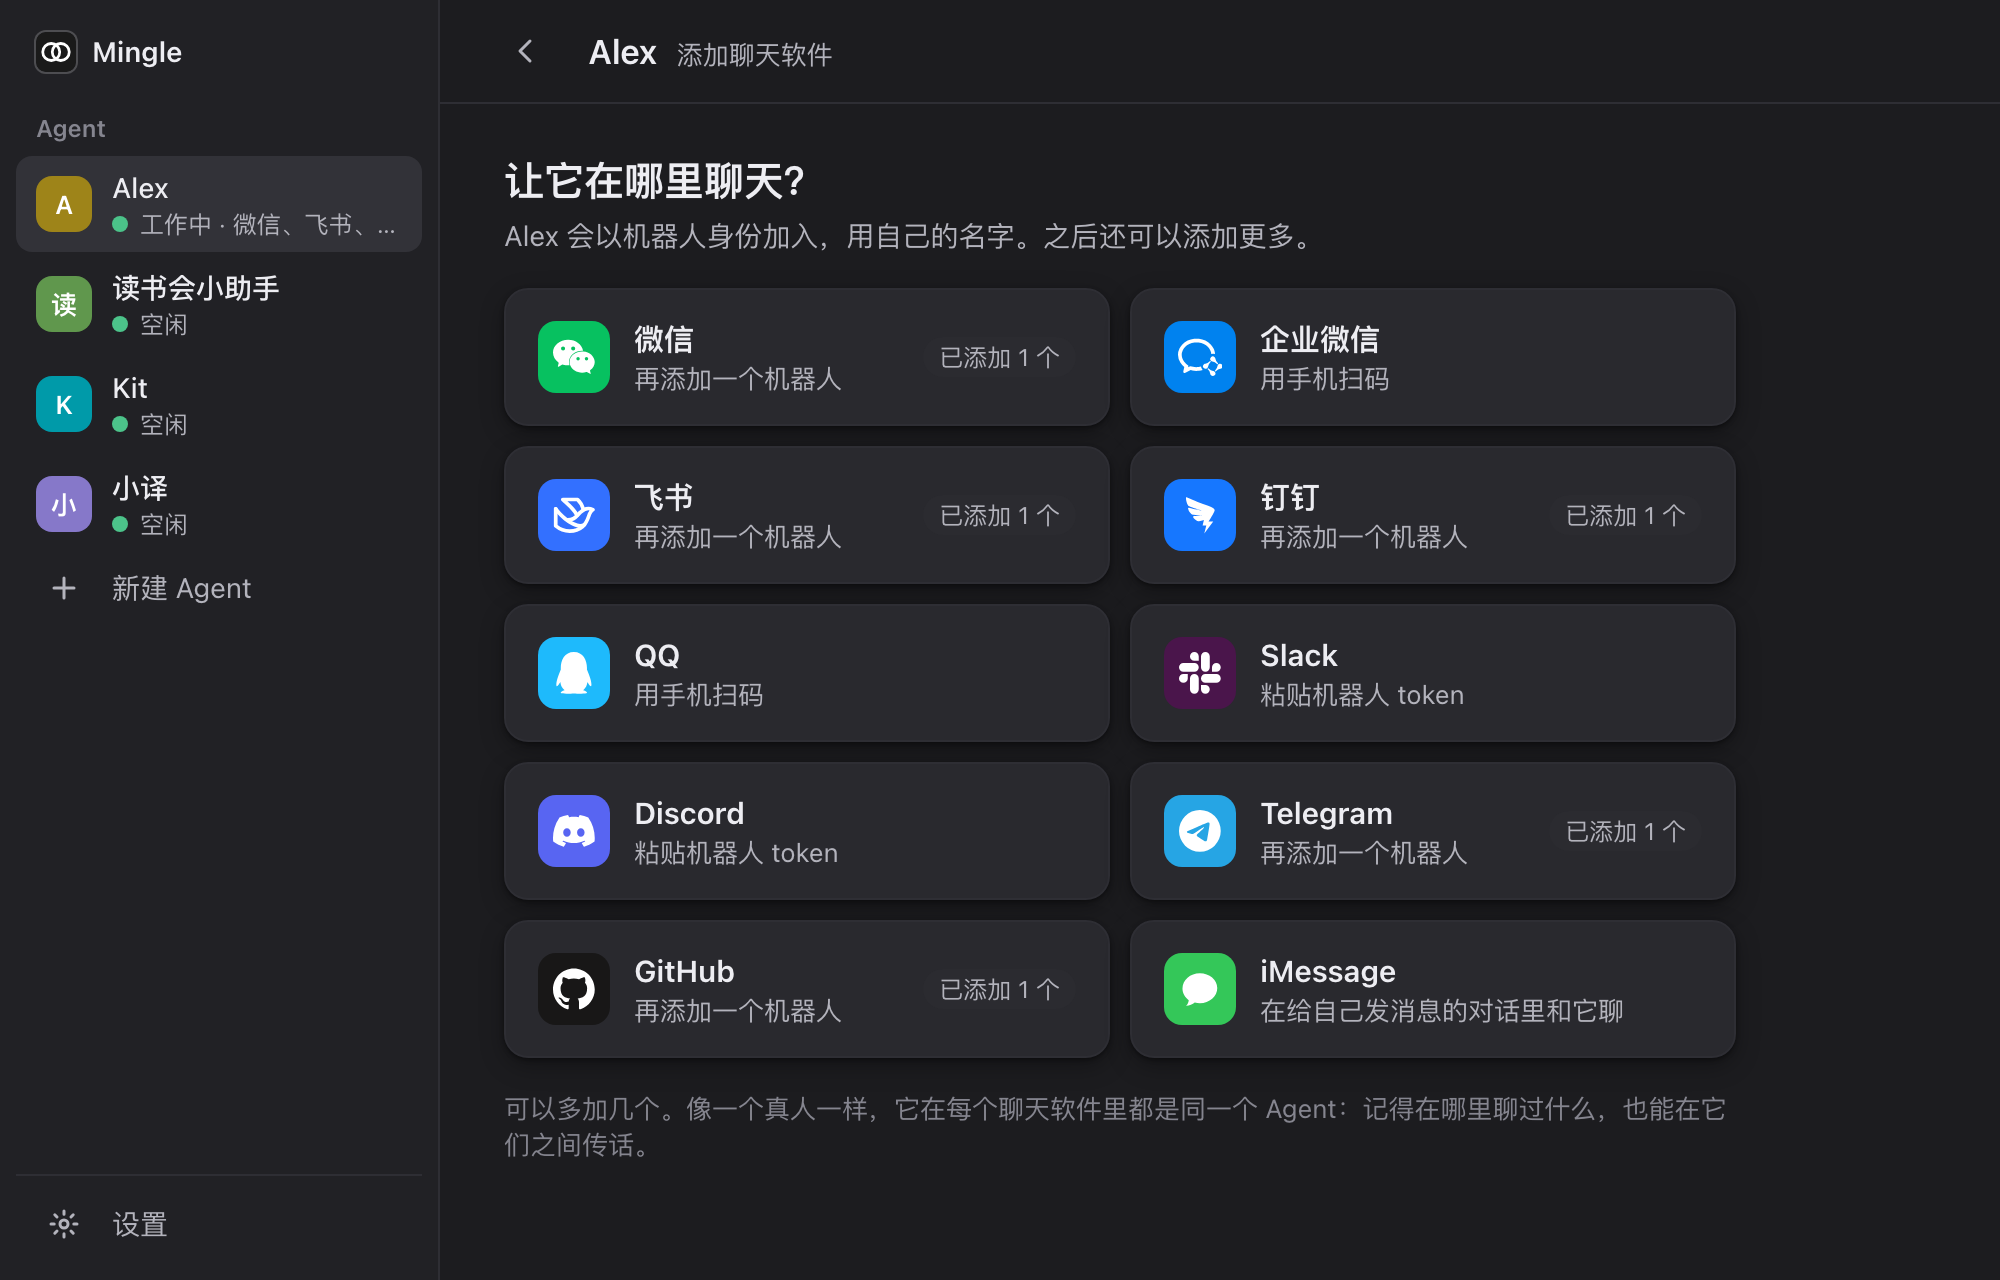 Mingle
Agent
A
Alex
工作中 · 微信、飞书、...
读
读书会小助手
空闲
K
Kit
空闲
小
小译
空闲
新建 Agent
设置
Alex 添加聊天软件
让它在哪里聊天?
Alex 会以机器人身份加入，用自己的名字。之后还可以添加更多。
微信
再添加一个机器人
已添加 1 个
企业微信
用手机扫码
飞书
再添加一个机器人
已添加 1 个
钉钉
再添加一个机器人
已添加 1 个
QQ
用手机扫码
Slack
粘贴机器人 token
Discord
粘贴机器人 token
Telegram
再添加一个机器人
已添加 1 个
GitHub
再添加一个机器人
已添加 1 个
iMessage
在给自己发消息的对话里和它聊
可以多加几个。像一个真人一样，它在每个聊天软件里都是同一个 Agent：记得在哪里聊过什么，也能在它
们之间传话。